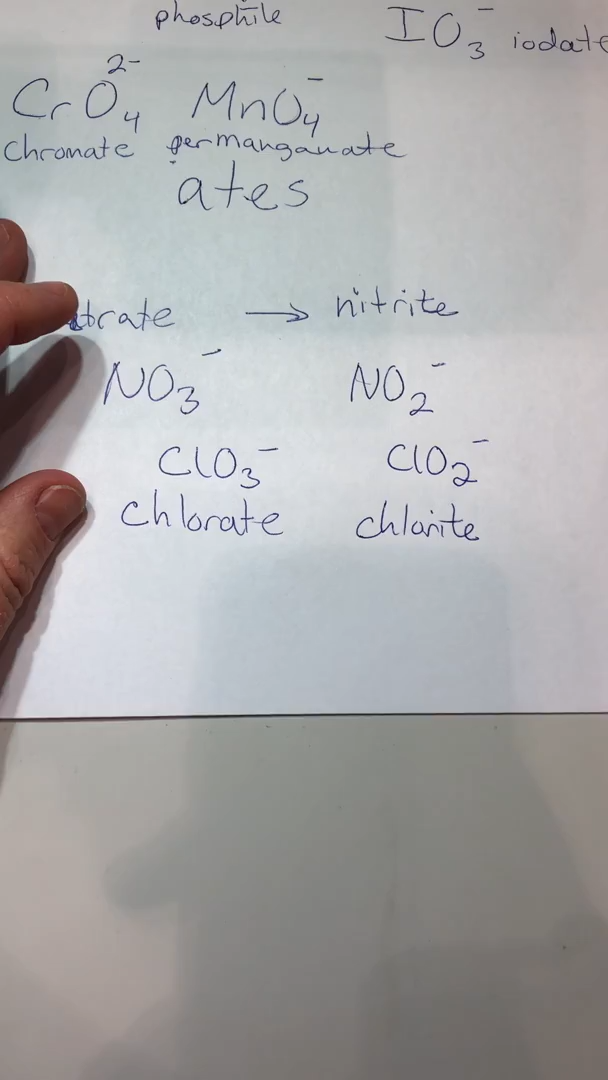 phosphite
IO₃⁻ iodate
CrO₄²⁻ MnO₄⁻
chromate permanganate
ates
→ nitrite
NO₃⁻ NO₂⁻
ClO₃⁻ ClO₂⁻
chlorate chlorite